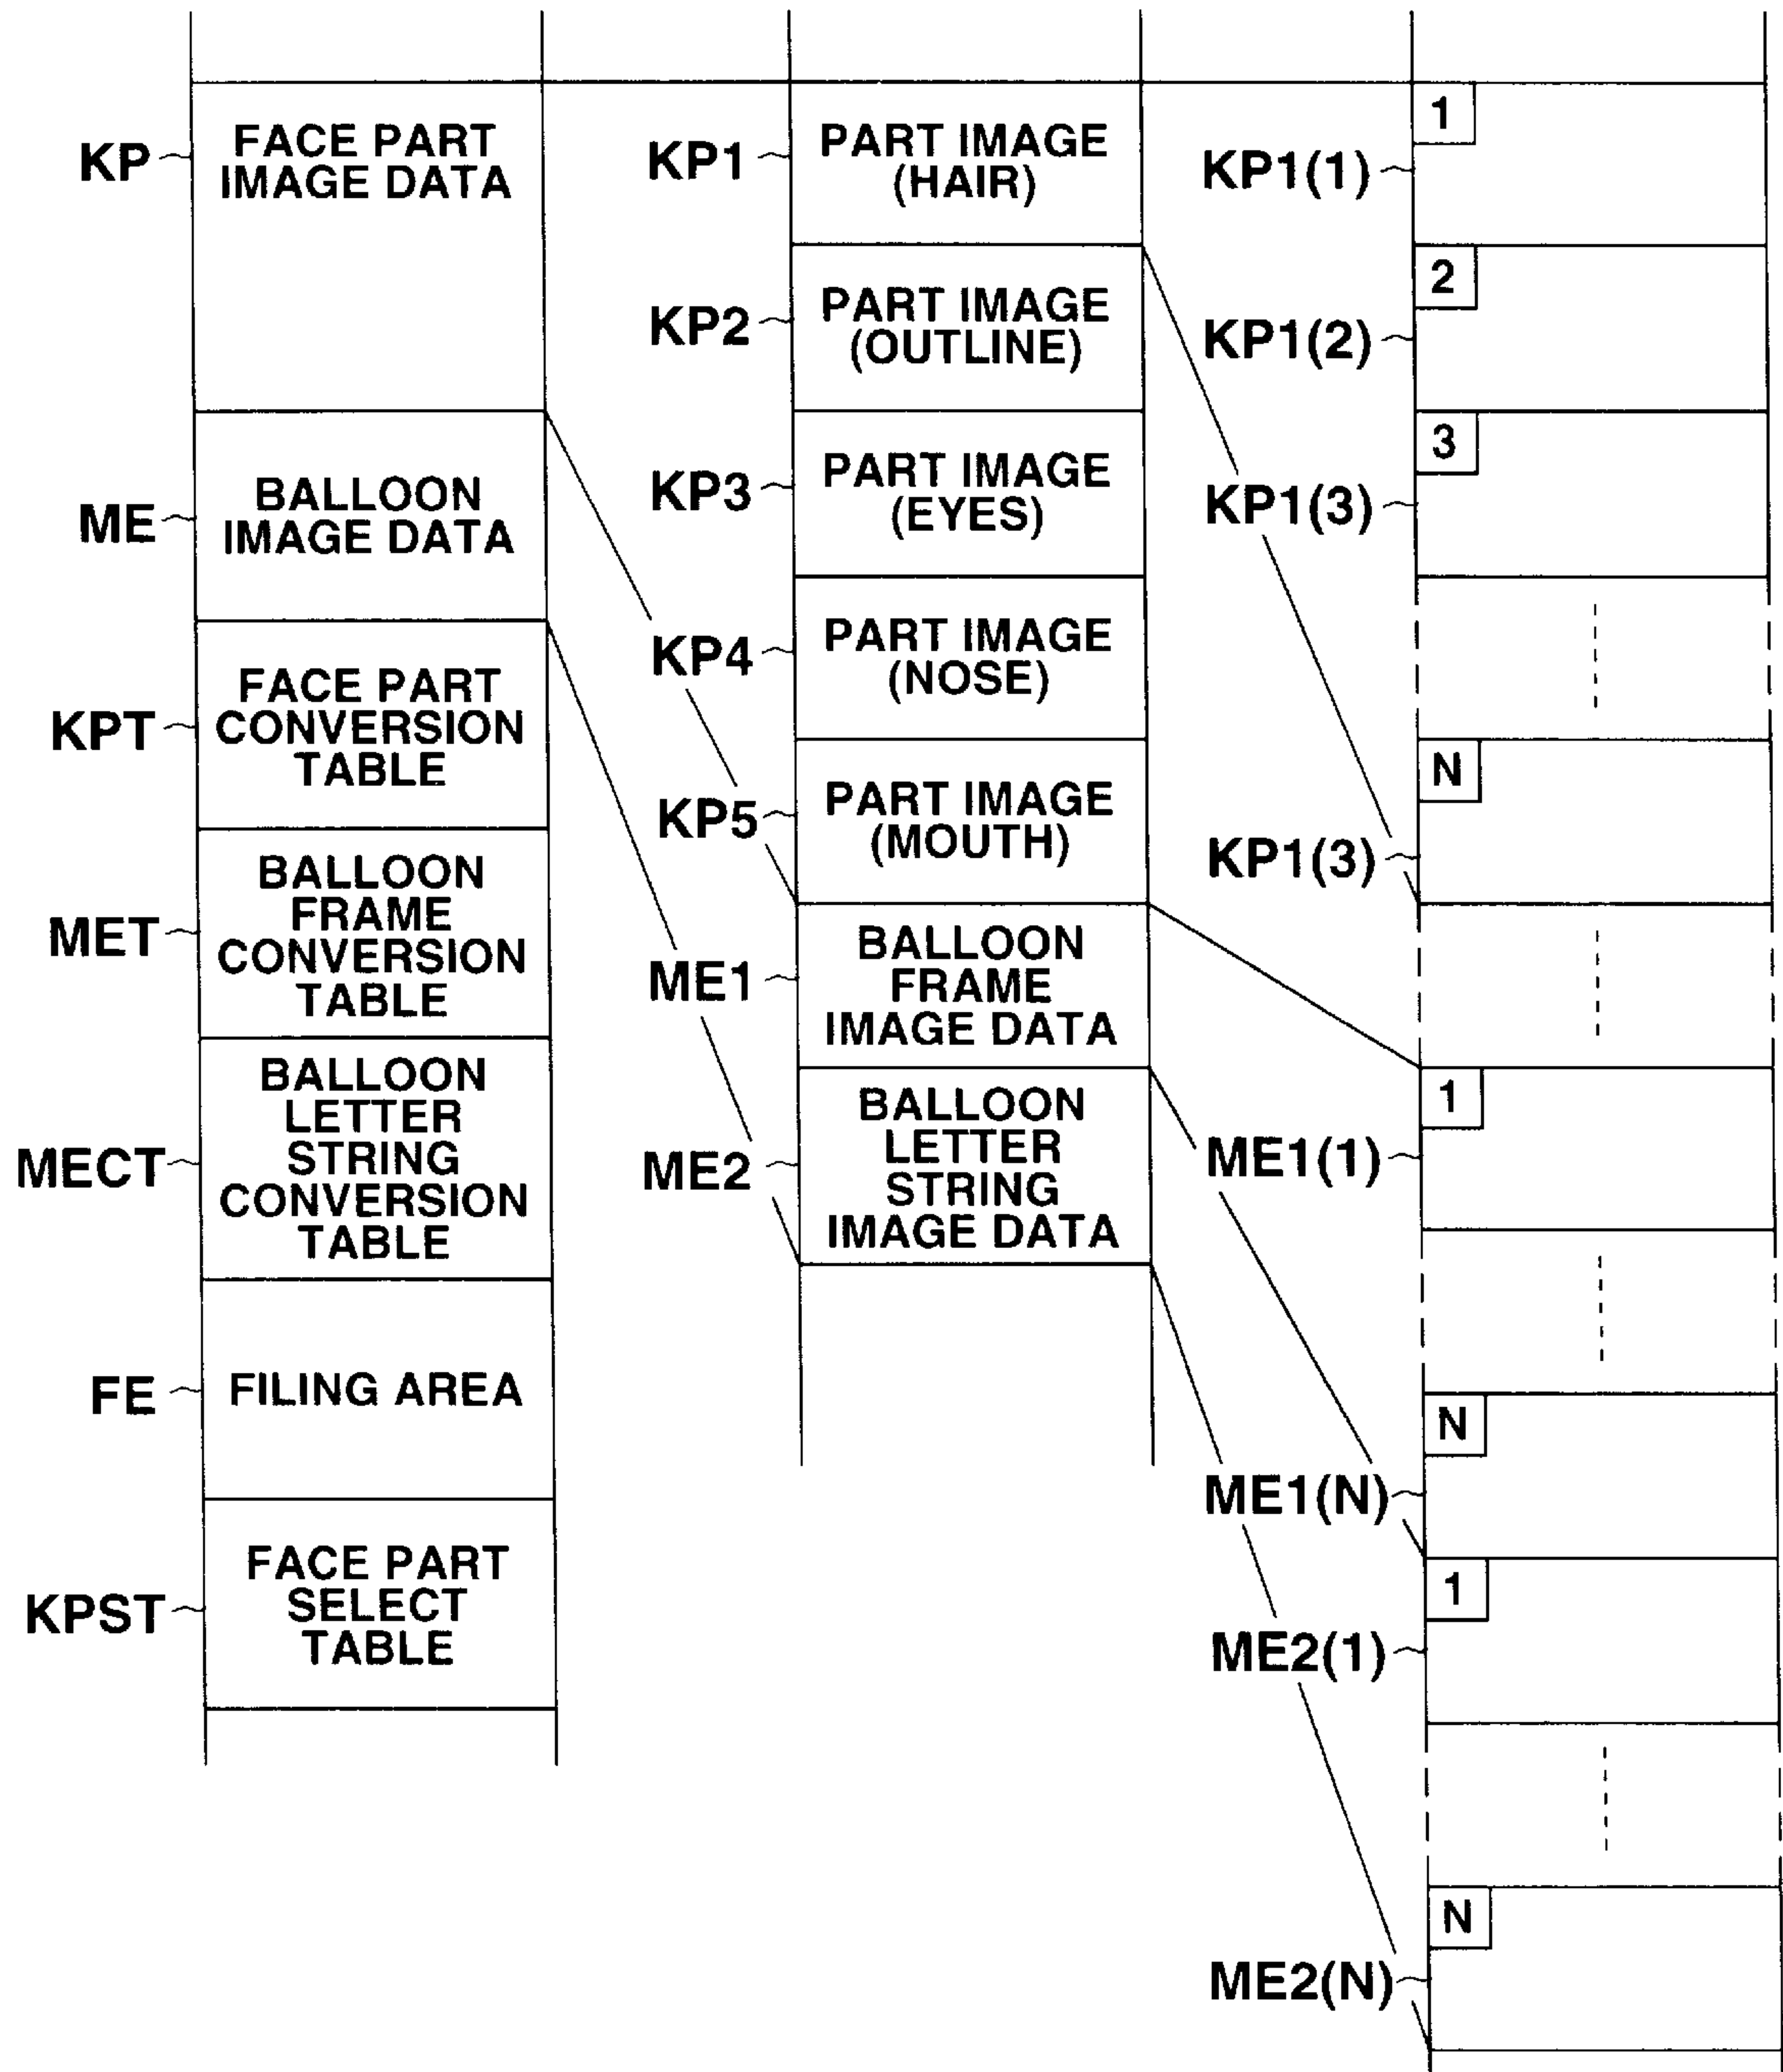 KP
FACE PART
IMAGE DATA
ME
BALLOON
IMAGE DATA
KPT
FACE PART
CONVERSION
TABLE
MET
BALLOON
FRAME
CONVERSION
TABLE
MECT
BALLOON
LETTER
STRING
CONVERSION
TABLE
FE
FILING AREA
KPST
FACE PART
SELECT
TABLE
KP1
PART IMAGE
(HAIR)
KP2
PART IMAGE
(OUTLINE)
KP3
PART IMAGE
(EYES)
KP4
PART IMAGE
(NOSE)
KP5
PART IMAGE
(MOUTH)
ME1
BALLOON
FRAME
IMAGE DATA
ME2
BALLOON
LETTER
STRING
IMAGE DATA
1
KP1(1)
2
KP1(2)
3
KP1(3)
N
KP1(3)
1
ME1(1)
N
ME1(N)
1
ME2(1)
N
ME2(N)